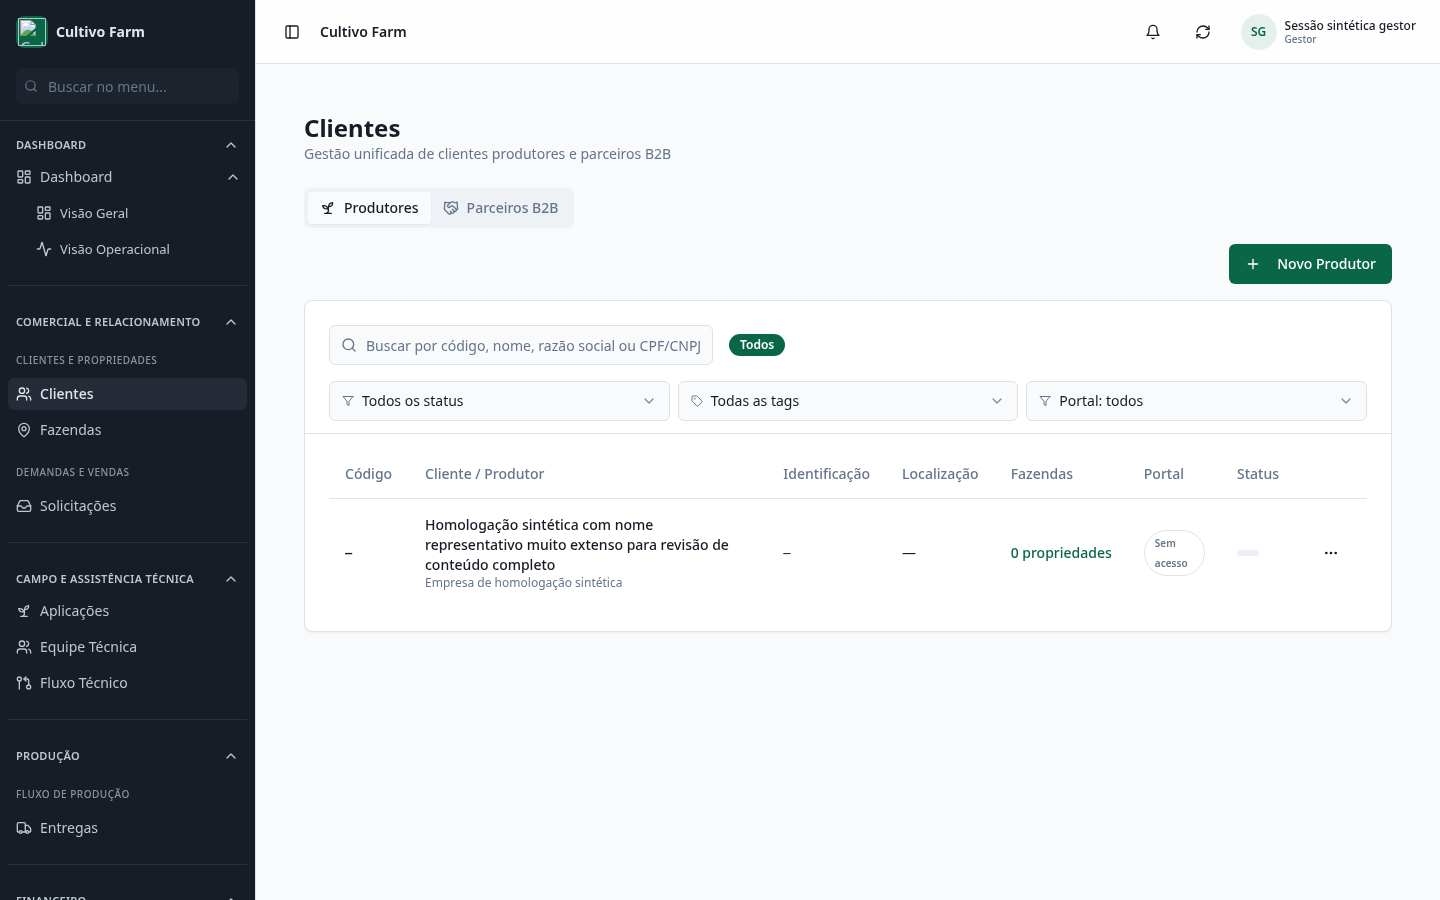 Cultivo Farm
Buscar no menu...
DASHBOARD
Dashboard
Visão Geral
Visão Operacional
COMERCIAL E RELACIONAMENTO
CLIENTES E PROPRIEDADES
Clientes
Fazendas
DEMANDAS E VENDAS
Solicitações
CAMPO E ASSISTÊNCIA TÉCNICA
Aplicações
Equipe Técnica
Fluxo Técnico
PRODUÇÃO
FLUXO DE PRODUÇÃO
Entregas
FINANCEIRO
Cultivo Farm
SG
Sessão sintética gestor
Gestor
Clientes
Gestão unificada de clientes produtores e parceiros B2B
Produtores
Parceiros B2B
Novo Produtor
Buscar por código, nome, razão social ou CPF/CNPJ
Todos
Todos os status
Todas as tags
Portal: todos
Código Cliente / Produtor Identificação Localização Fazendas Portal Status
–
Homologação sintética com nome
representativo muito extenso para revisão de
conteúdo completo
Empresa de homologação sintética
–
—
0 propriedades
Sem
acesso